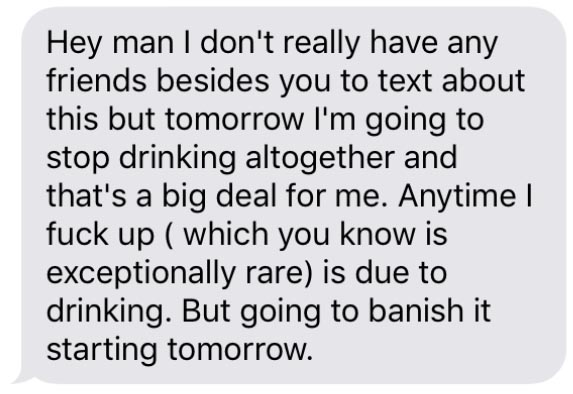 Hey man I don't really have any
friends besides you to text about
this but tomorrow I'm going to
stop drinking altogether and
that's a big deal for me. Anytime I
fuck up ( which you know is
exceptionally rare) is due to
drinking. But going to banish it
starting tomorrow.